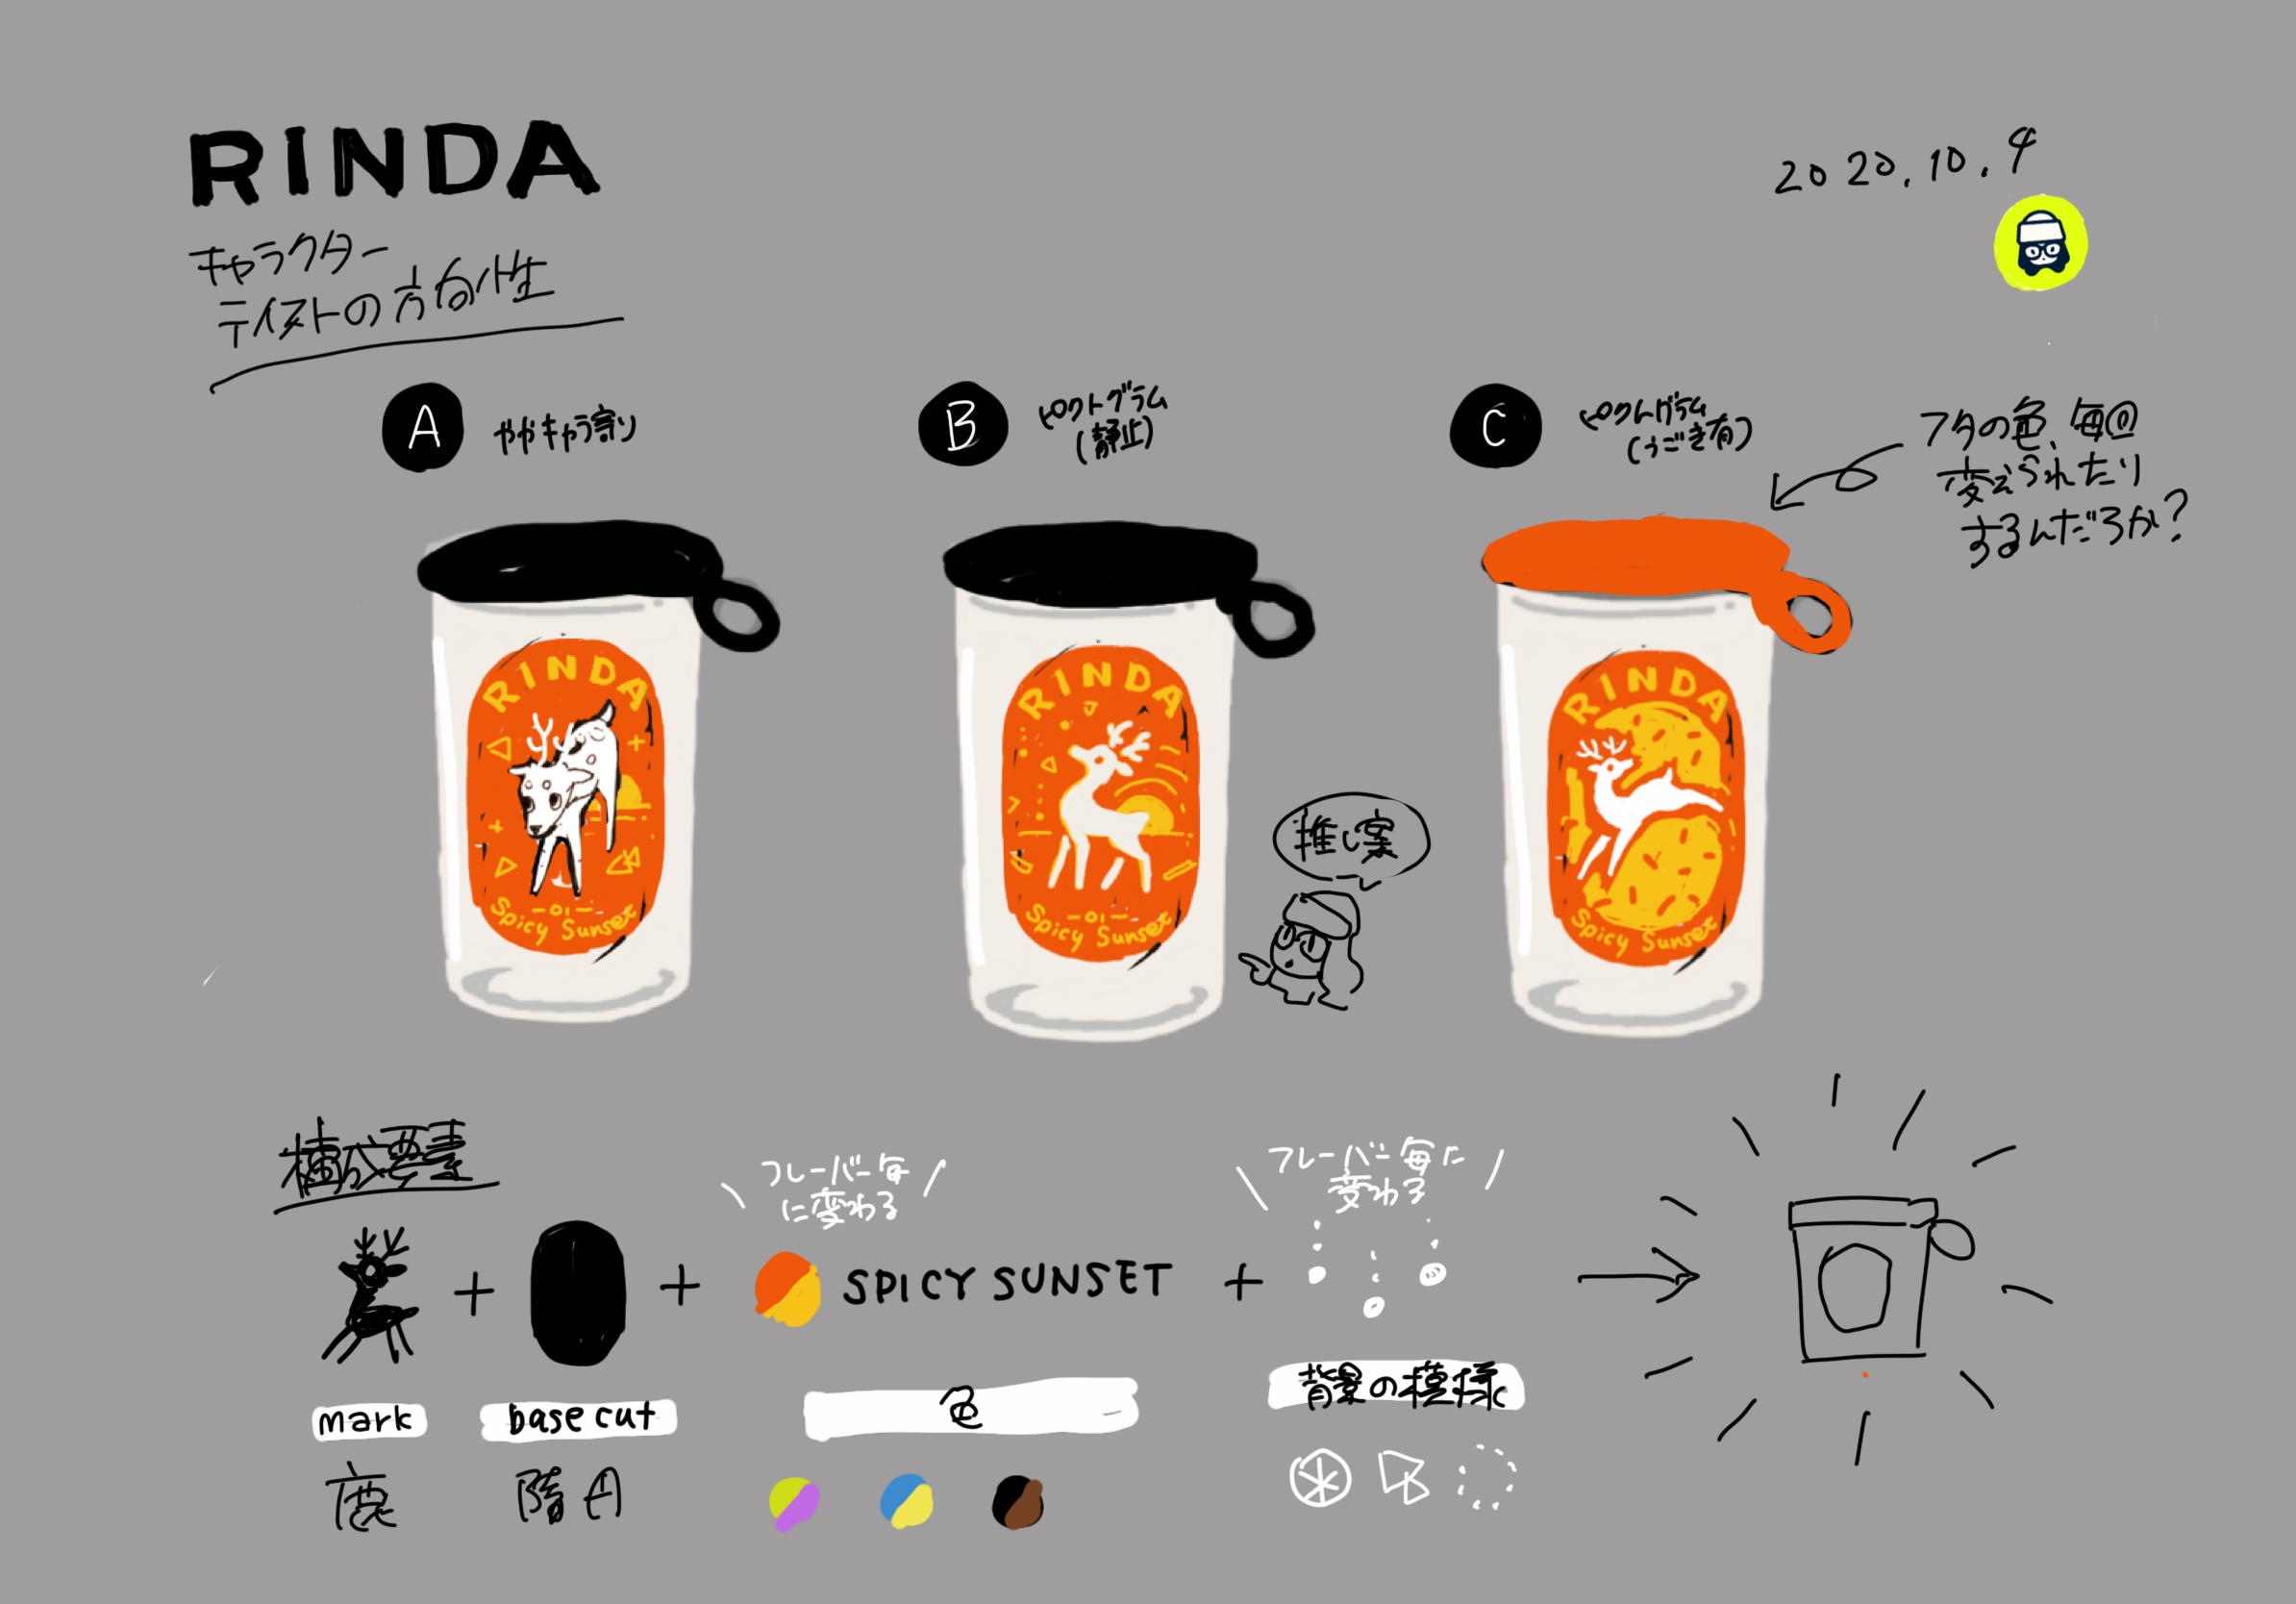 RINDA
2020.10.9
キャラクター
テイストの方向性
A
ややキャラ寄り
B
ピクトグラム
(静止)
C
ピクトグラム
(うごき有)
フタの色、毎回
変えられたり
するんだろか?
RINDA
-01-
Spicy Sunset
RINDA
-01-
Spicy Sunset
RINDA
Spicy Sunset
推し案
構成要素
フレーバー毎
に変わる
フレーバー毎に
変わる
+
+
SPICY SUNSET
+
mark
base cut
色
背景の模様
鹿